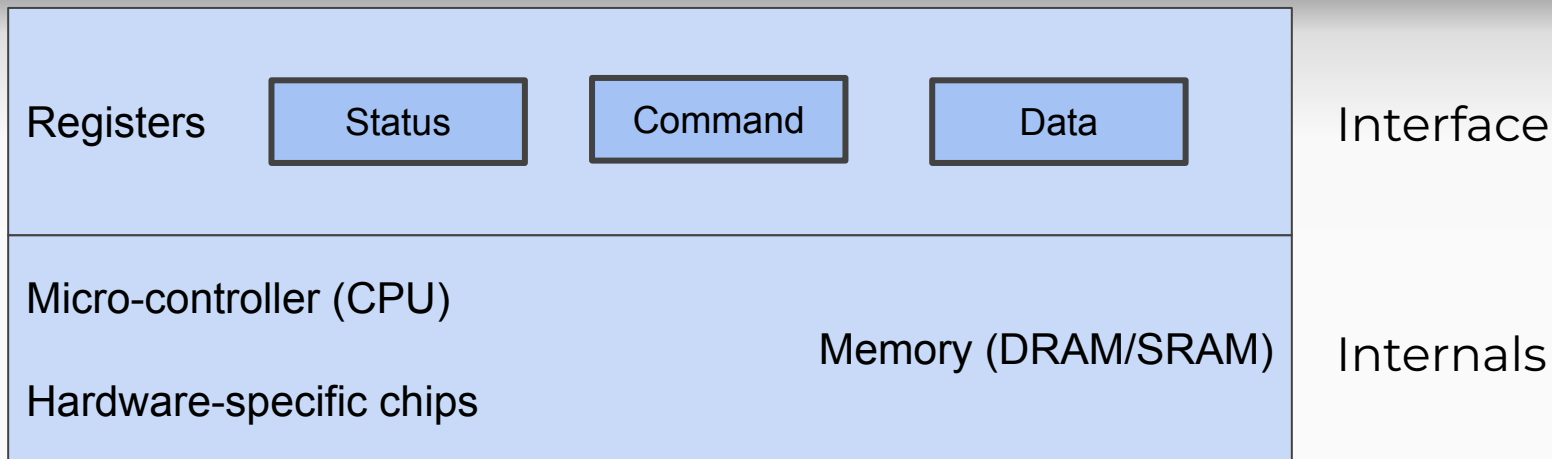 Registers Status Command Data Interface
Micro-controller (CPU)
Memory (DRAM/SRAM) Internals
Hardware-specific chips